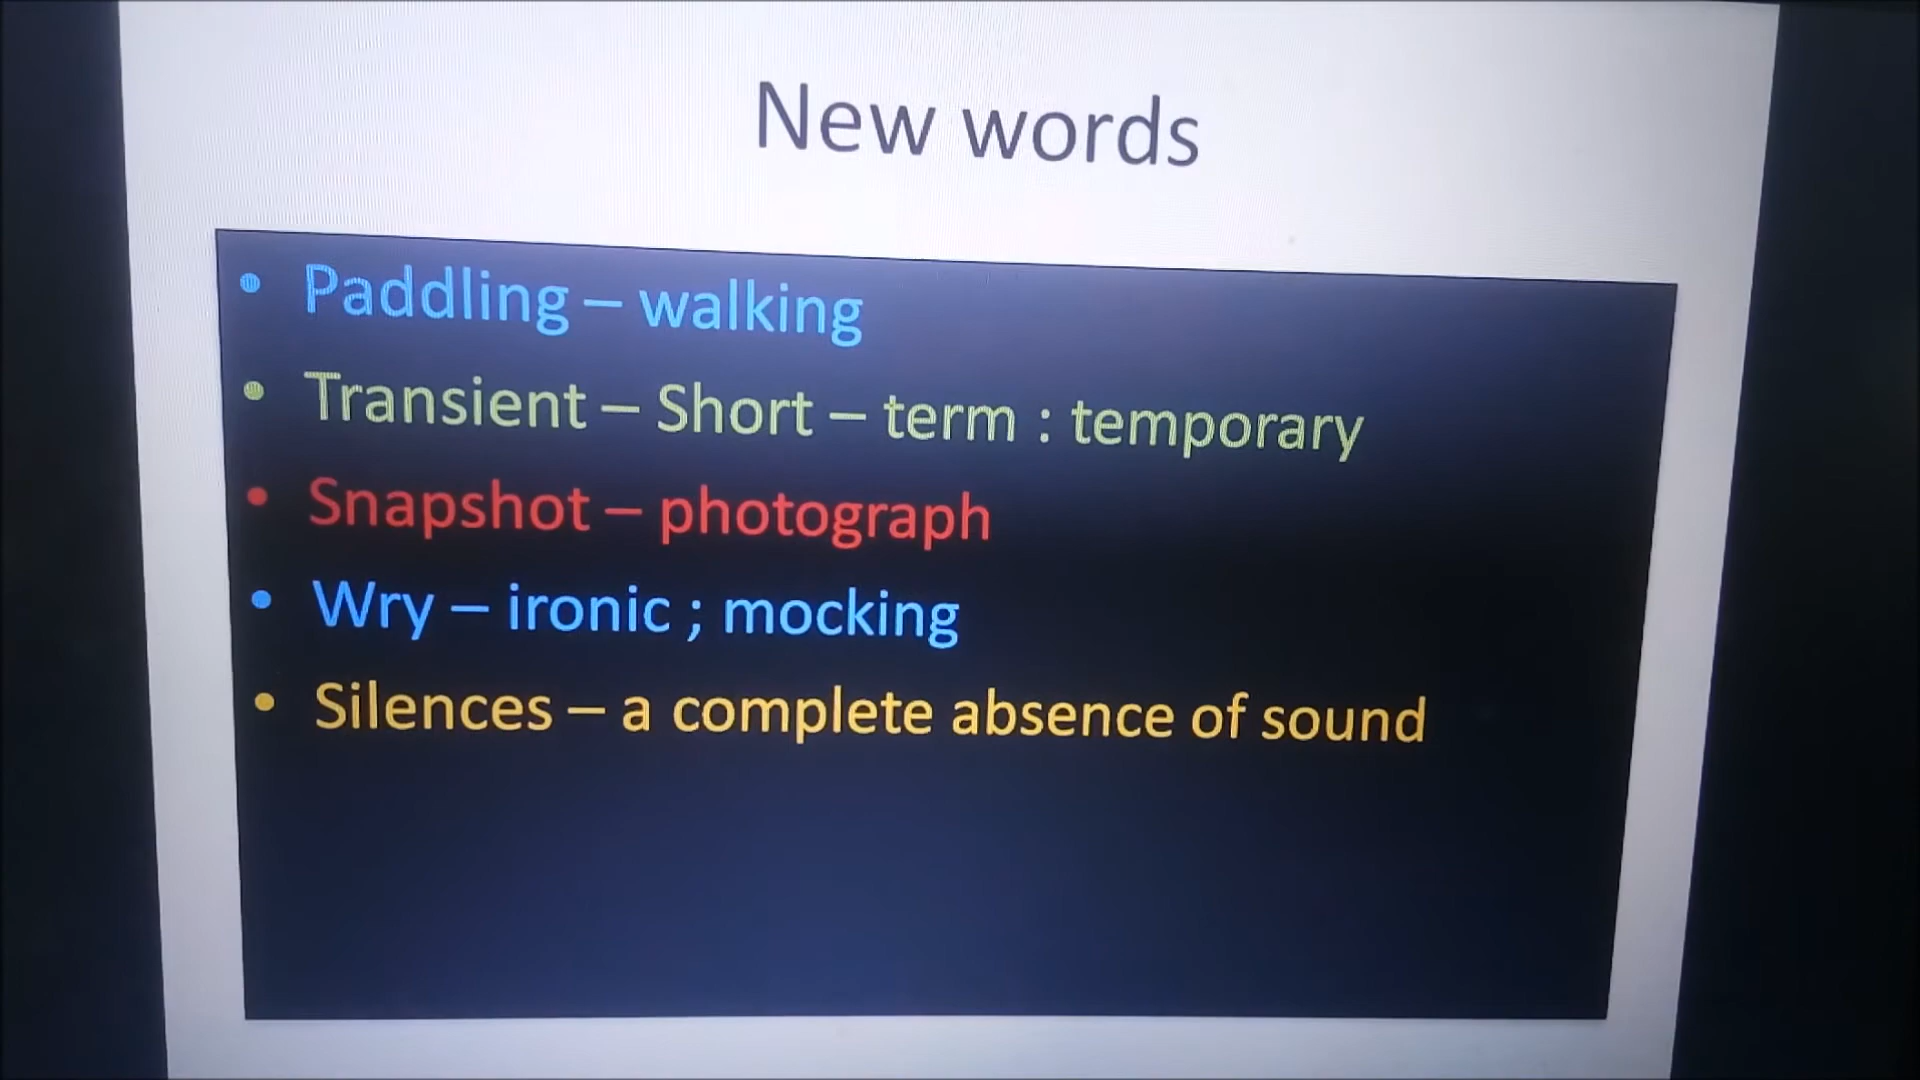 New words
• Paddling – walking
• Transient – Short – term : temporary
• Snapshot – photograph
• Wry – ironic ; mocking
• Silences – a complete absence of sound